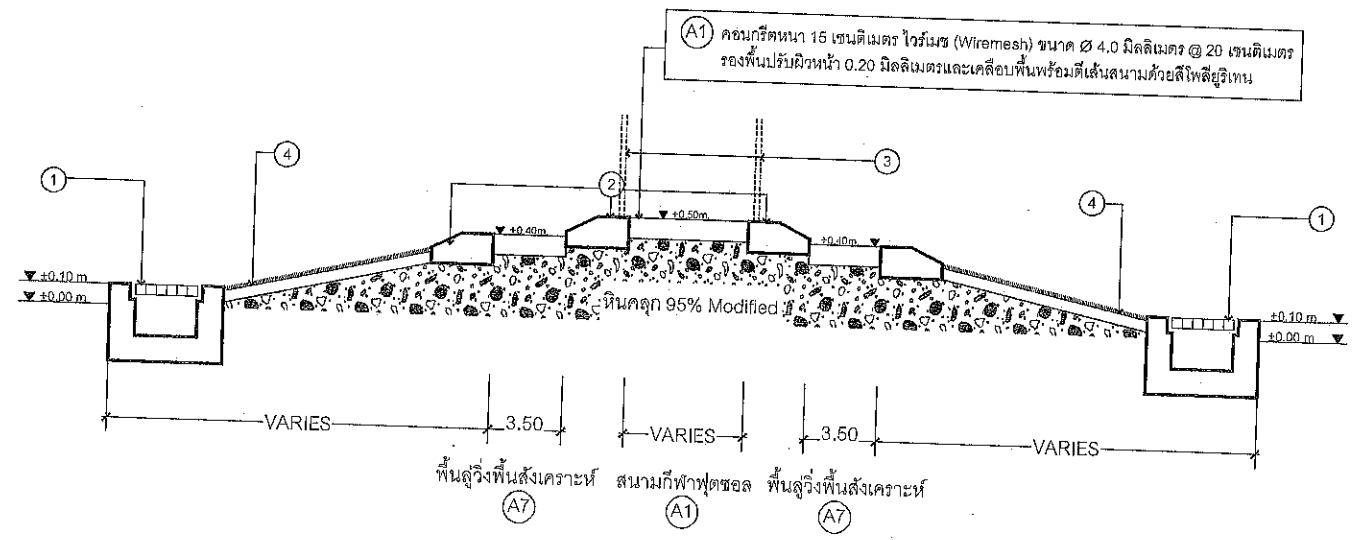 A1 คอนกรีตหนา 15 เซนติเมตร ไวร์เมช (Wiremesh) ขนาด Ø 4.0 มิลลิเมตร @ 20 เซนติเมตร
รองพื้นปรับผิวหน้า 0.20 มิลลิเมตรและเคลือบพื้นพร้อมตีเส้นสนามด้วยสีโพลียูริเทน
4
3
1
2
4
1
+0.50m.
+0.40m.
+0.40m.
±0.10 m
±0.00 m
หินคลุก 95% Modified
±0.10 m
±0.00 m
VARIES
3.50
VARIES
3.50
VARIES
พื้นลู่วิ่งพื้นสังเคราะห์
สนามกีฬาฟุตซอล
พื้นลู่วิ่งพื้นสังเคราะห์
A7
A1
A7